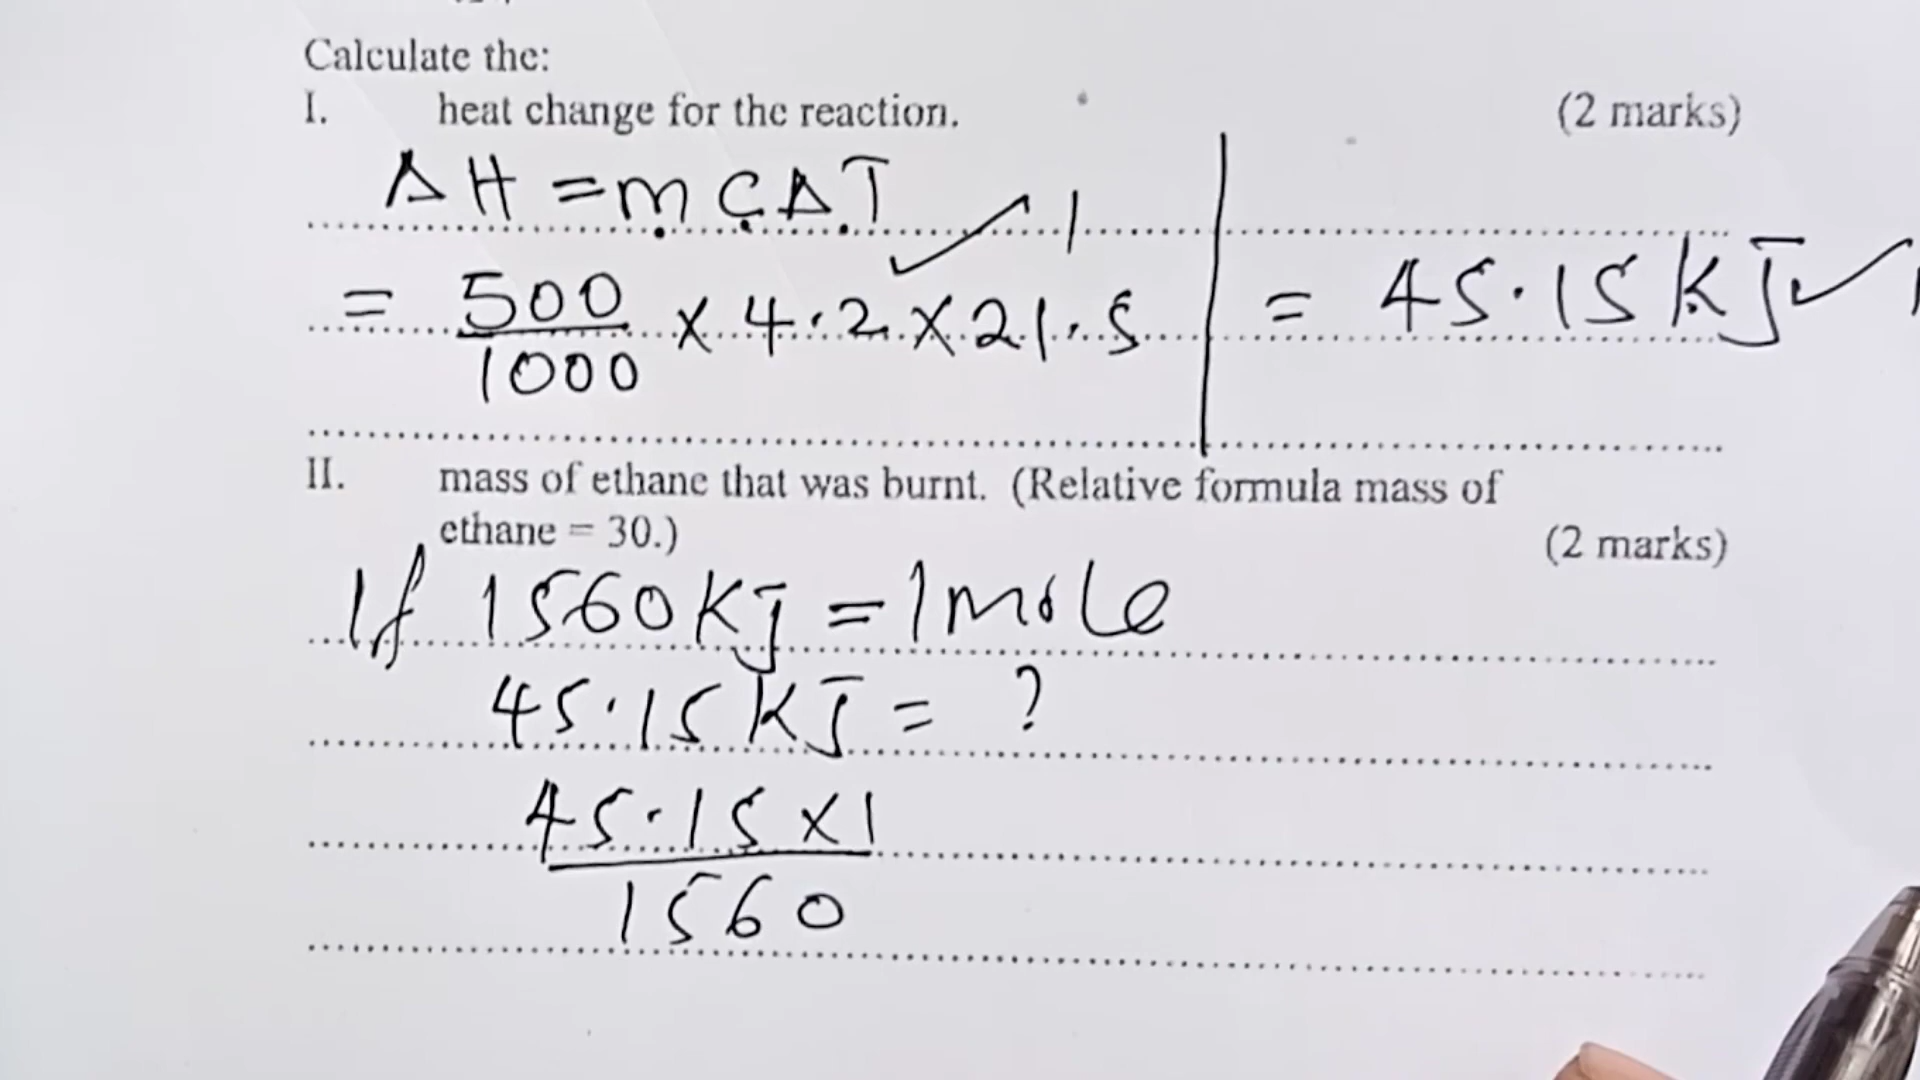 Calculate the:
I. heat change for the reaction. (2 marks)
ΔH = mCΔT ✓1
= 500/1000 × 4.2 × 21.5
= 45.15 kJ ✓
II. mass of ethane that was burnt. (Relative formula mass of
ethane = 30.) (2 marks)
If 1560 KJ = 1 mole
45.15 KJ = ?
45.15 × 1
1560